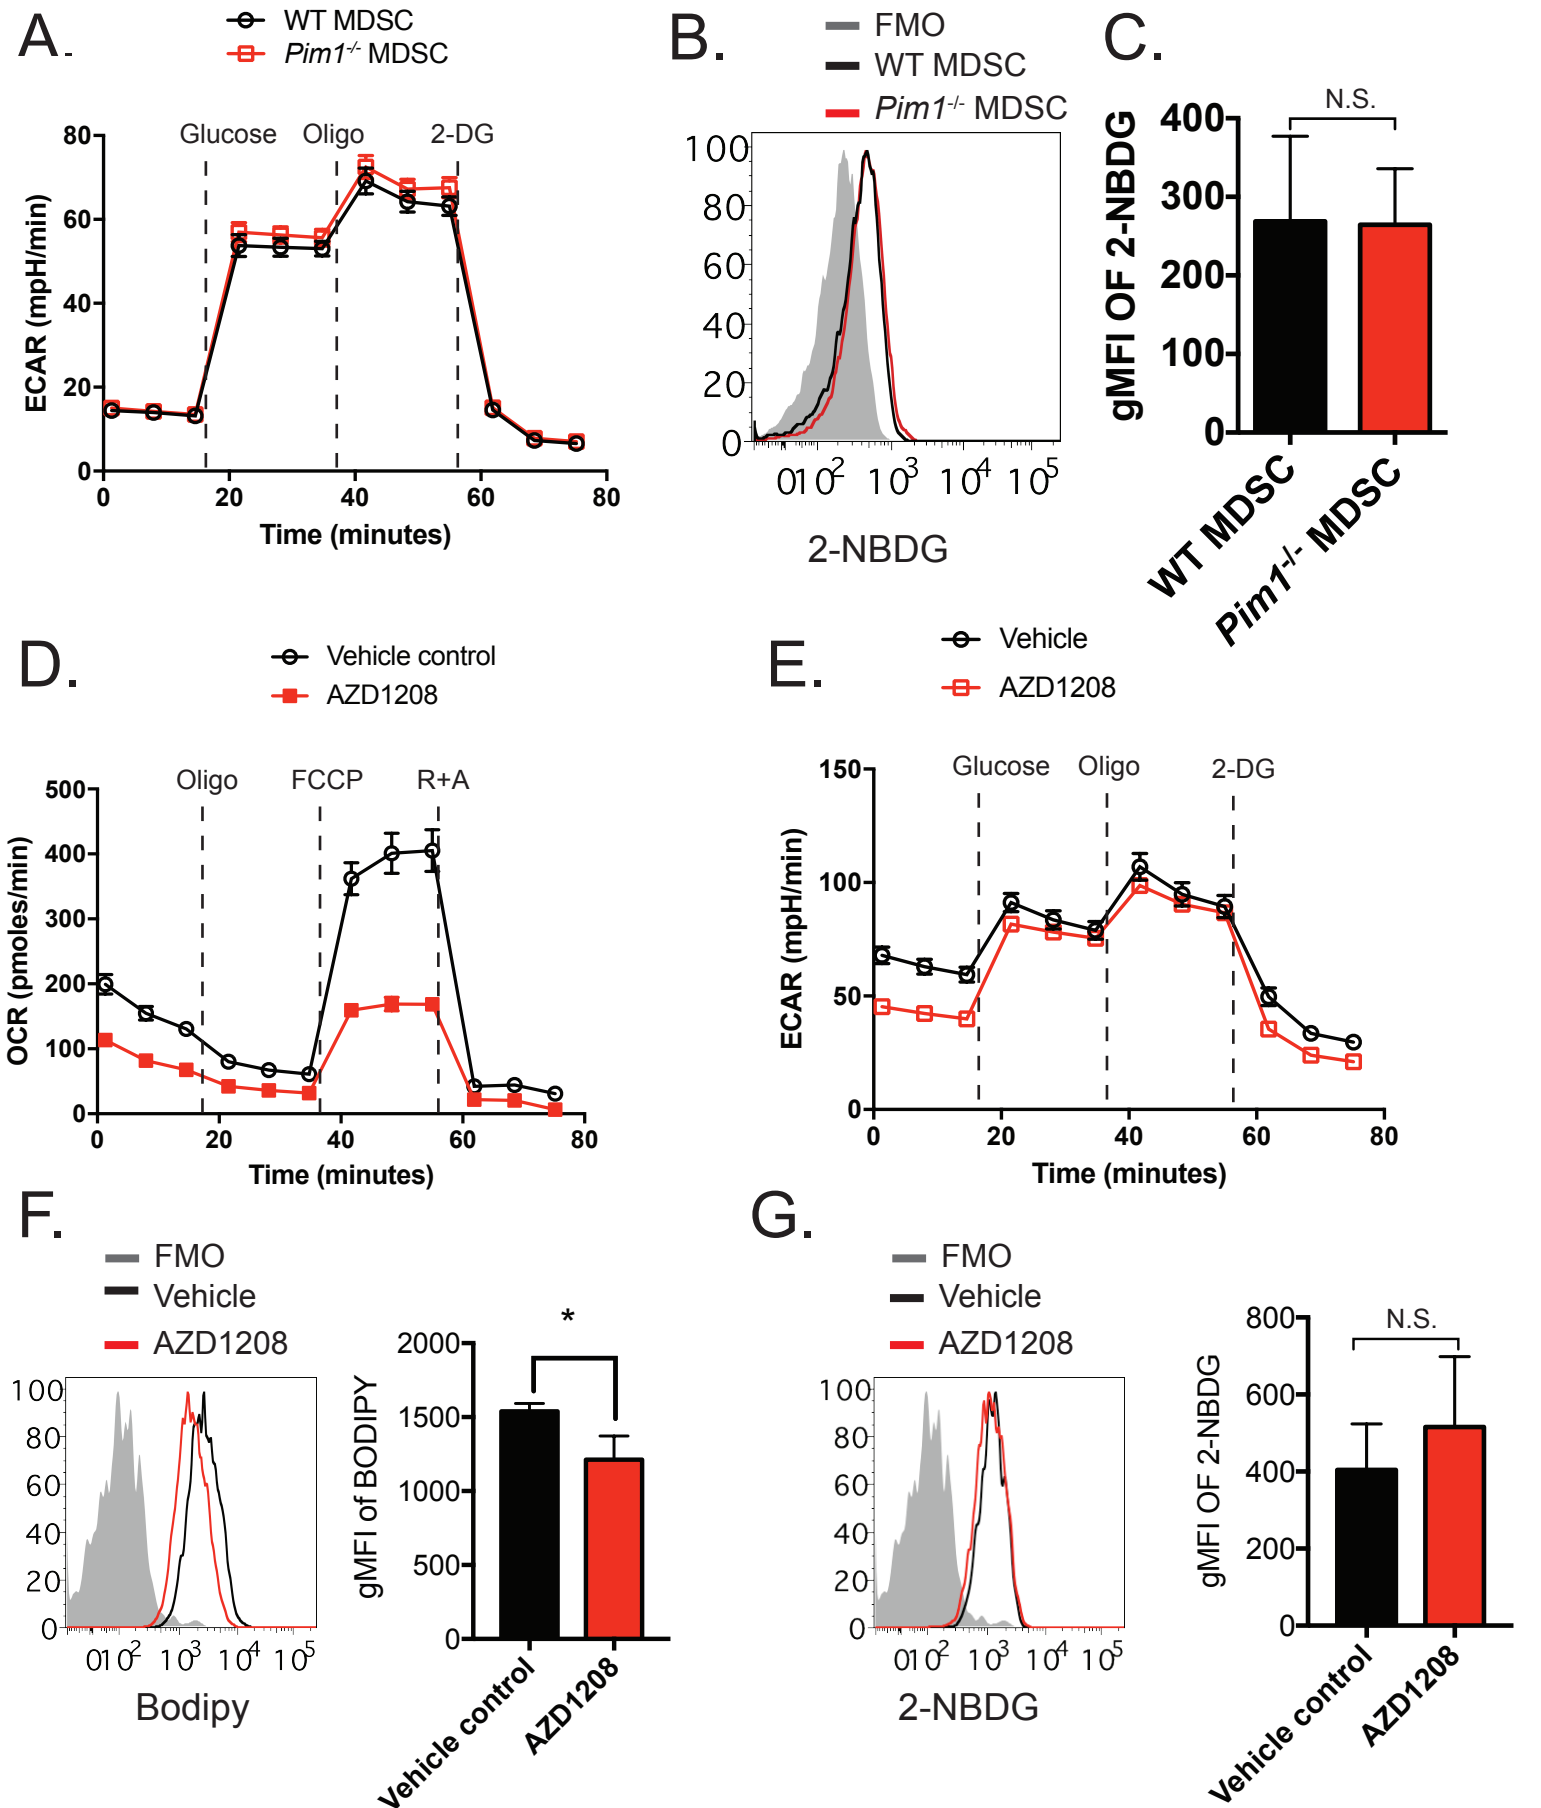 A.
WT MDSC
Pim1-/- MDSC
80
60
40
20
0
Glucose
Oligo
2-DG
ECAR (mpH/min)
0 20 40 60 80
Time (minutes)
B.
FMO
WT MDSC
Pim1-/- MDSC
100
80
60
40
20
0
010² 10³ 10⁴ 10⁵
2-NBDG
C.
N.S.
400
300
200
100
0
gMFI OF 2-NBDG
WT MDSC
Pim1-/- MDSC
D.
Vehicle control
AZD1208
Oligo
FCCP
R+A
500
400
300
200
100
0
OCR (pmoles/min)
0 20 40 60 80
Time (minutes)
E.
Vehicle
AZD1208
Glucose
Oligo
2-DG
150
100
50
0
ECAR (mpH/min)
0 20 40 60 80
Time (minutes)
F.
FMO
Vehicle
AZD1208
100
80
60
40
20
0
010² 10³ 10⁴ 10⁵
Bodipy
*
2000
1500
1000
500
0
gMFI of BODIPY
Vehicle control
AZD1208
G.
FMO
Vehicle
AZD1208
100
80
60
40
20
0
010² 10³ 10⁴ 10⁵
2-NBDG
N.S.
800
600
400
200
0
gMFI OF 2-NBDG
Vehicle control
AZD1208